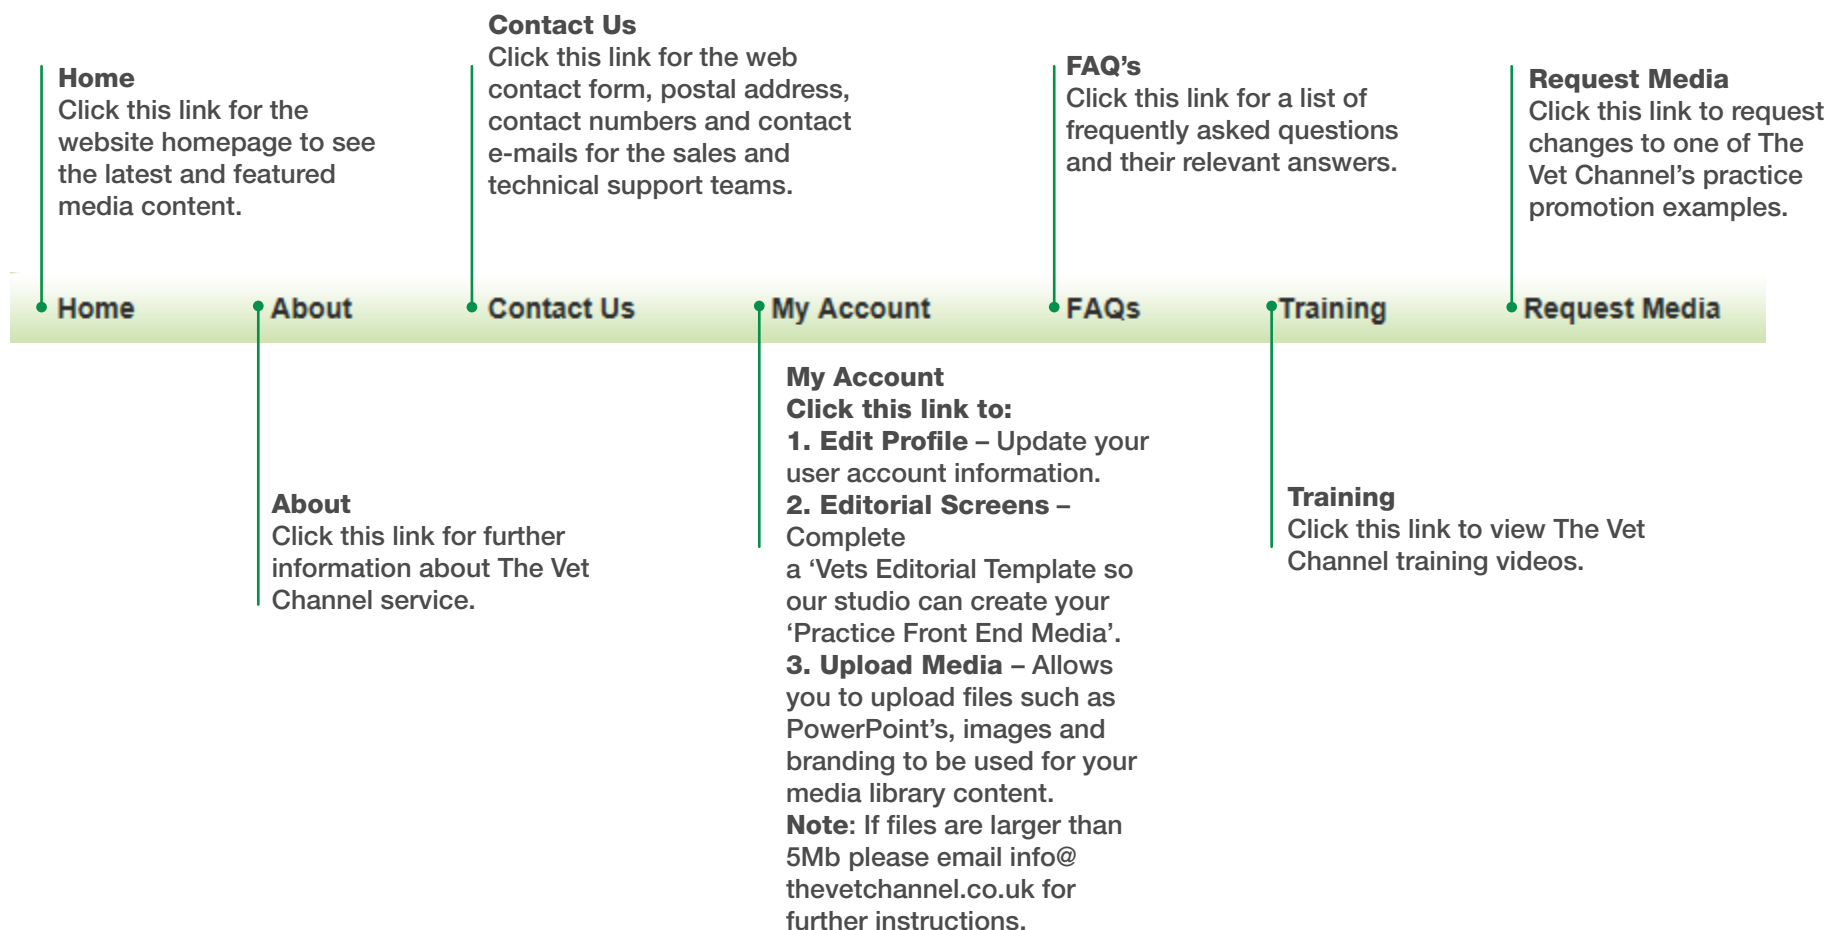 Contact Us
Click this link for the web
contact form, postal address,
contact numbers and contact
e-mails for the sales and
technical support teams.
Home
Click this link for the
website homepage to see
the latest and featured
media content.
FAQ’s
Click this link for a list of
frequently asked questions
and their relevant answers.
Request Media
Click this link to request
changes to one of The
Vet Channel’s practice
promotion examples.
Home About Contact Us My Account FAQs Training Request Media
About
Click this link for further
information about The Vet
Channel service.
My Account
Click this link to:
1. Edit Profile – Update your
user account information.
2. Editorial Screens –
Complete
a ‘Vets Editorial Template so
our studio can create your
‘Practice Front End Media’.
3. Upload Media – Allows
you to upload files such as
PowerPoint’s, images and
branding to be used for your
media library content.
Note: If files are larger than
5Mb please email info@
thevetchannel.co.uk for
further instructions.
Training
Click this link to view The Vet
Channel training videos.